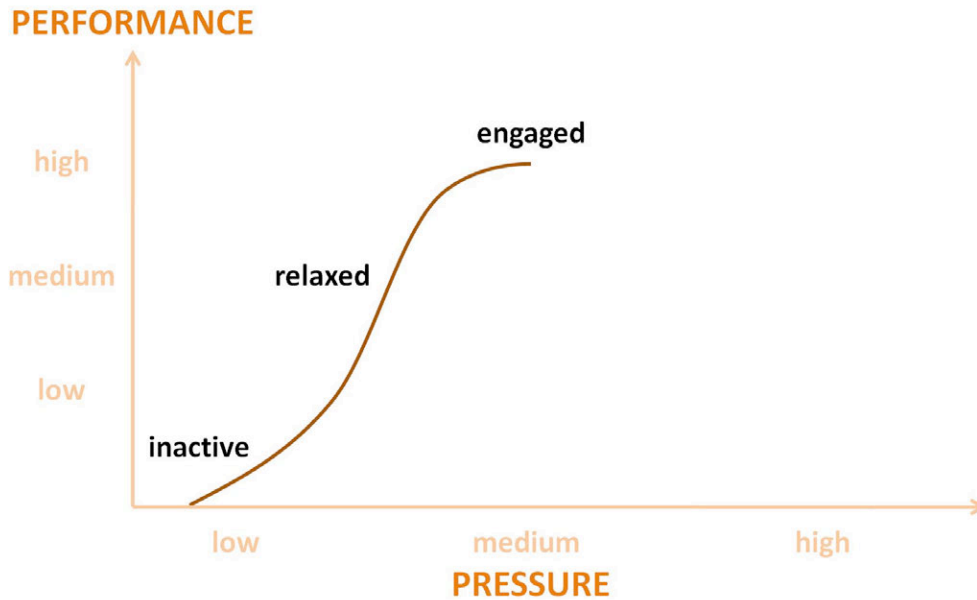 PERFORMANCE
engaged
high
relaxed
medium
low
inactive
low medium high
PRESSURE